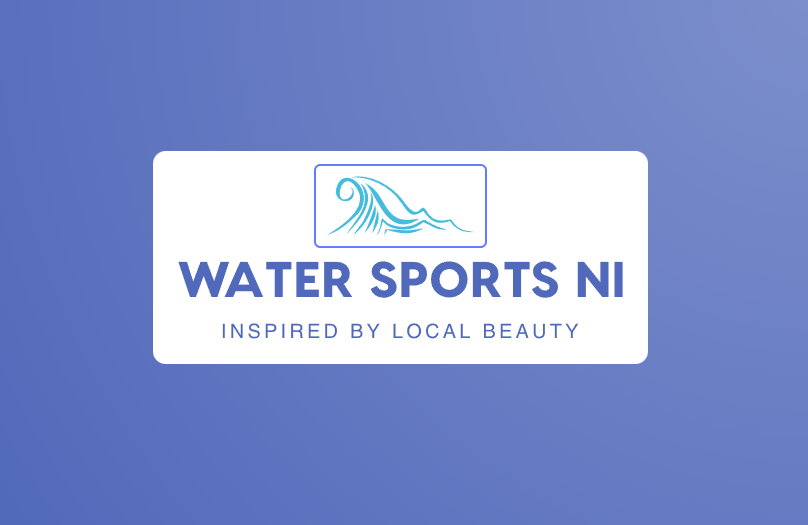 WATER SPORTS NI
INSPIRED BY LOCAL BEAUTY